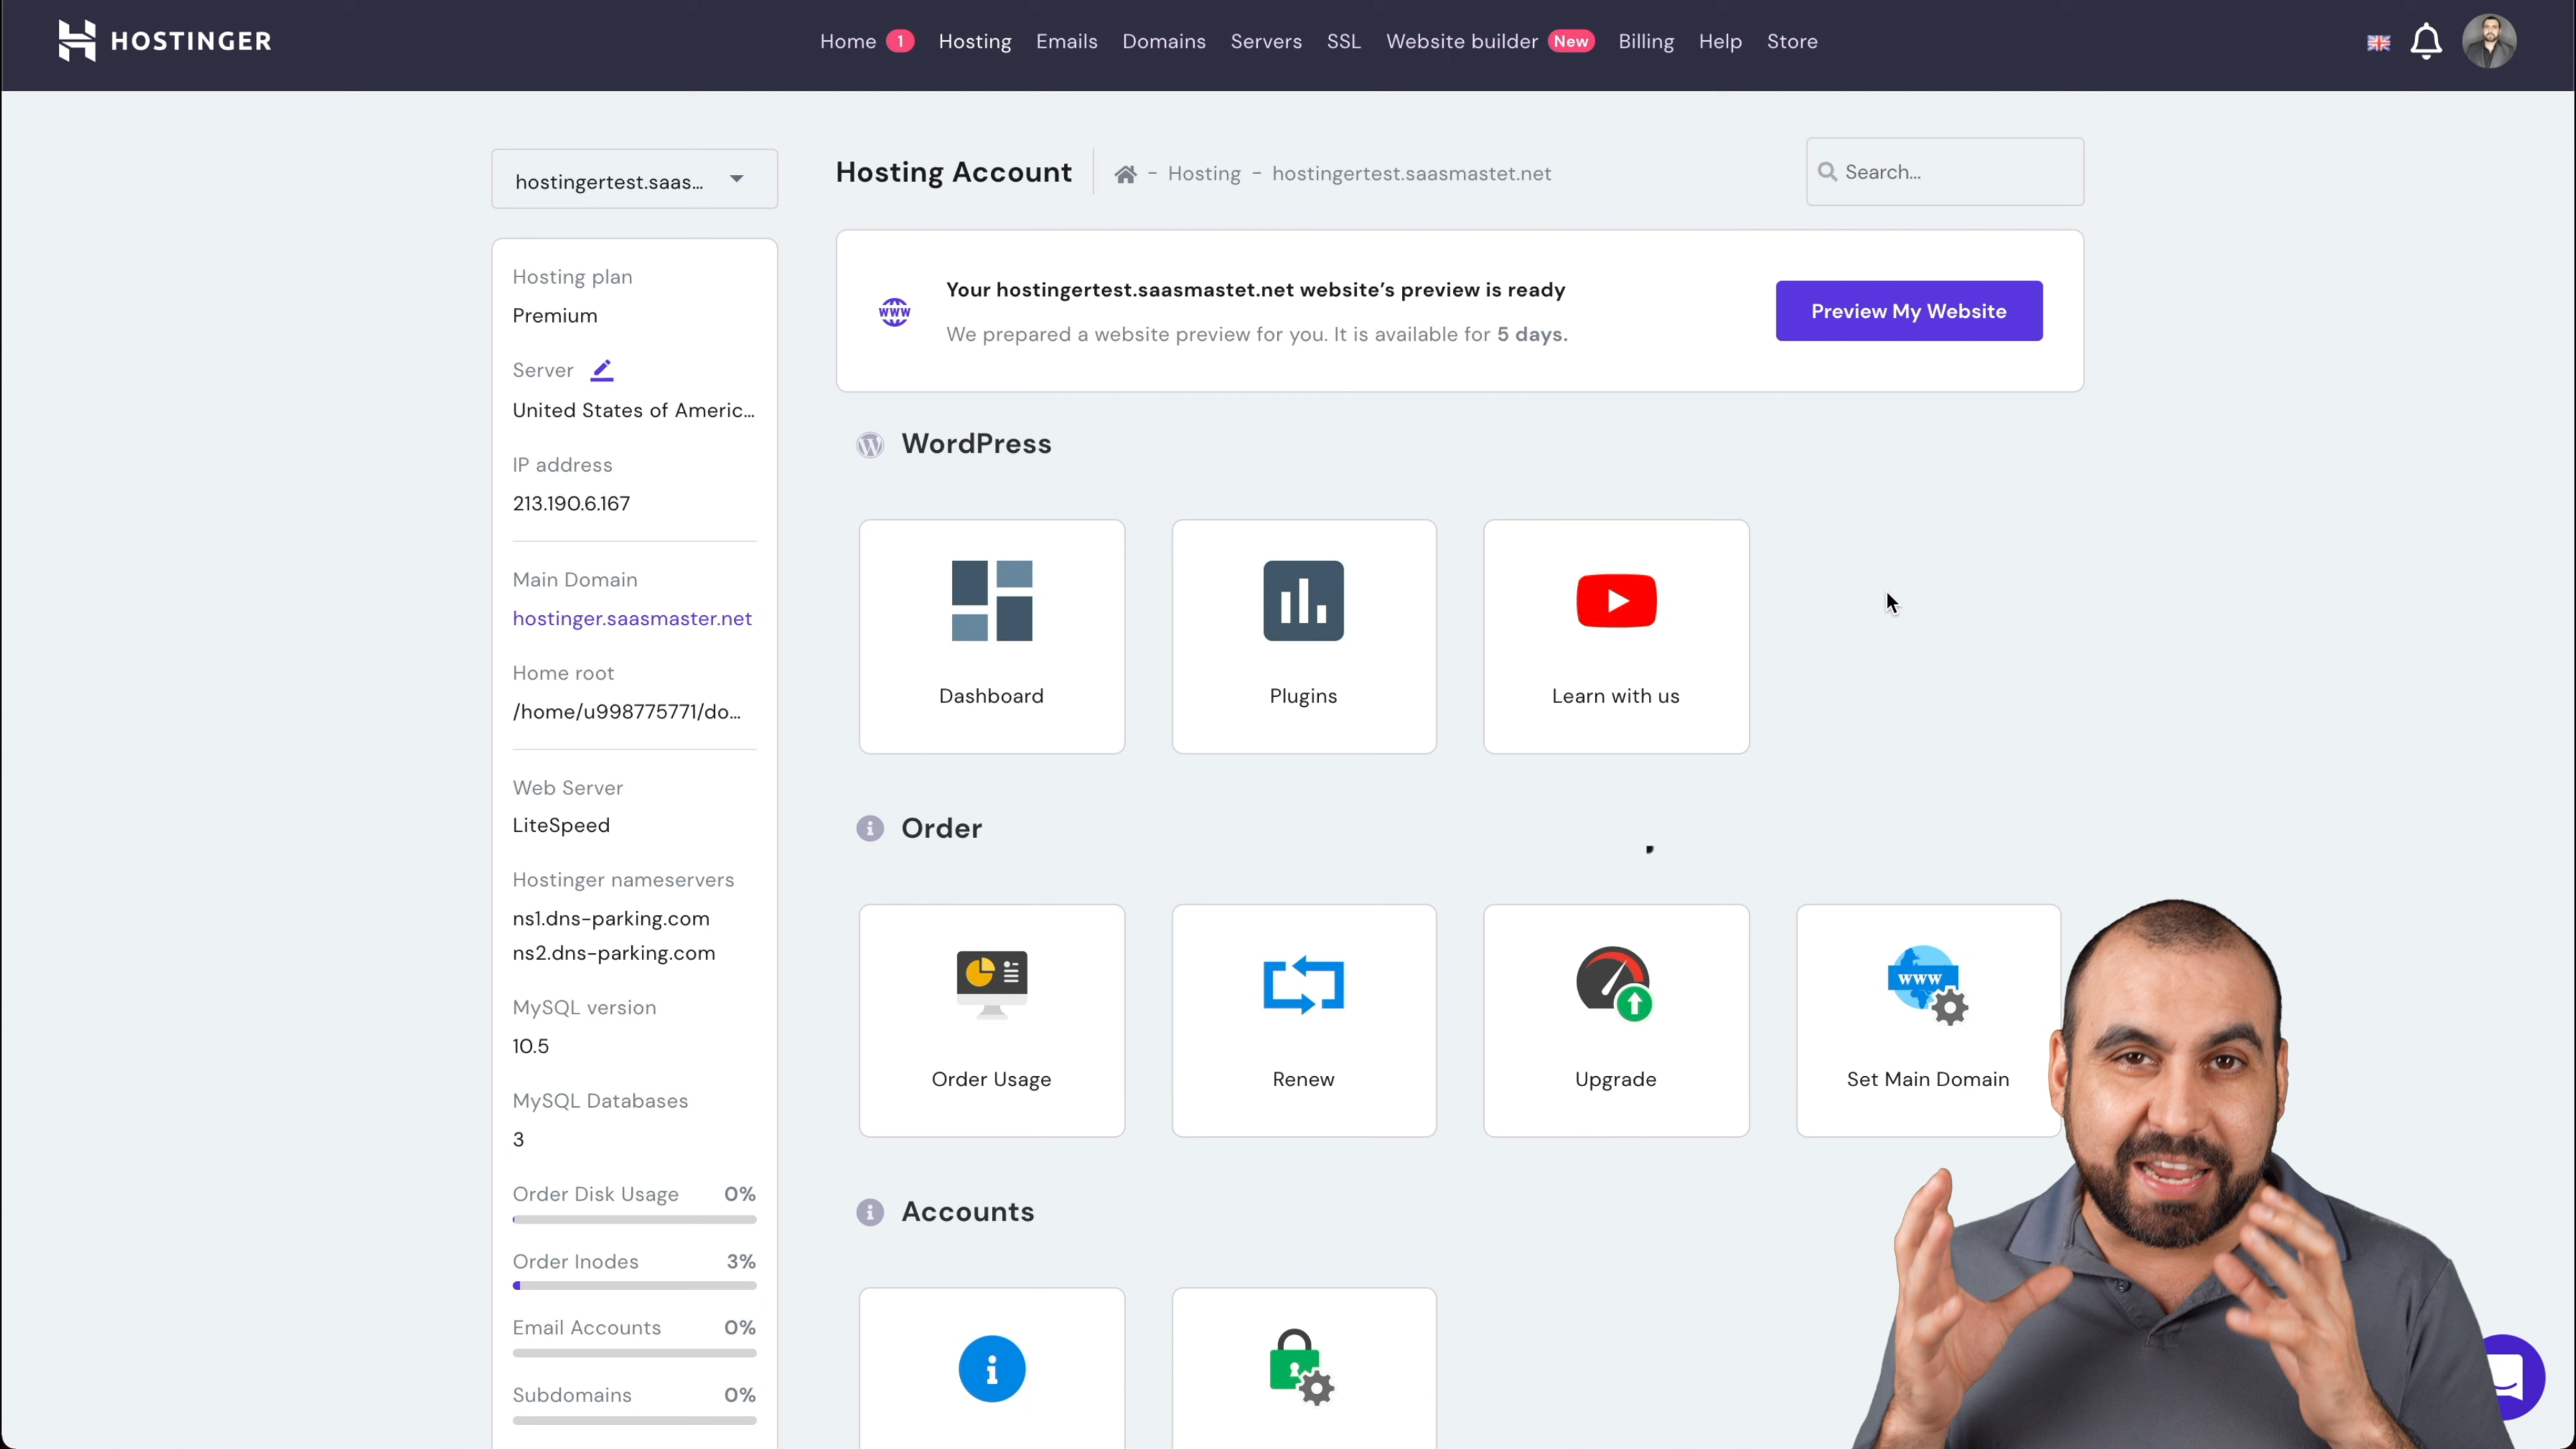 HOSTINGER
Home 1 Hosting Emails Domains Servers SSL Website builder New Billing Help Store
hostingertest.saas...
Hosting plan
Premium
Server
United States of Americ...
IP address
213.190.6.167
Main Domain
hostinger.saasmaster.net
Home root
/home/u998775771/do...
Web Server
LiteSpeed
Hostinger nameservers
ns1.dns-parking.com
ns2.dns-parking.com
MySQL version
10.5
MySQL Databases
3
Order Disk Usage 0%
Order Inodes 3%
Email Accounts 0%
Subdomains 0%
Hosting Account - Hosting - hostingertest.saasmastet.net
Search...
www
Your hostingertest.saasmastet.net website's preview is ready
We prepared a website preview for you. It is available for 5 days.
Preview My Website
WordPress
Dashboard
Plugins
Learn with us
Order
www
Order Usage
Renew
Upgrade
Set Main Domain
Accounts